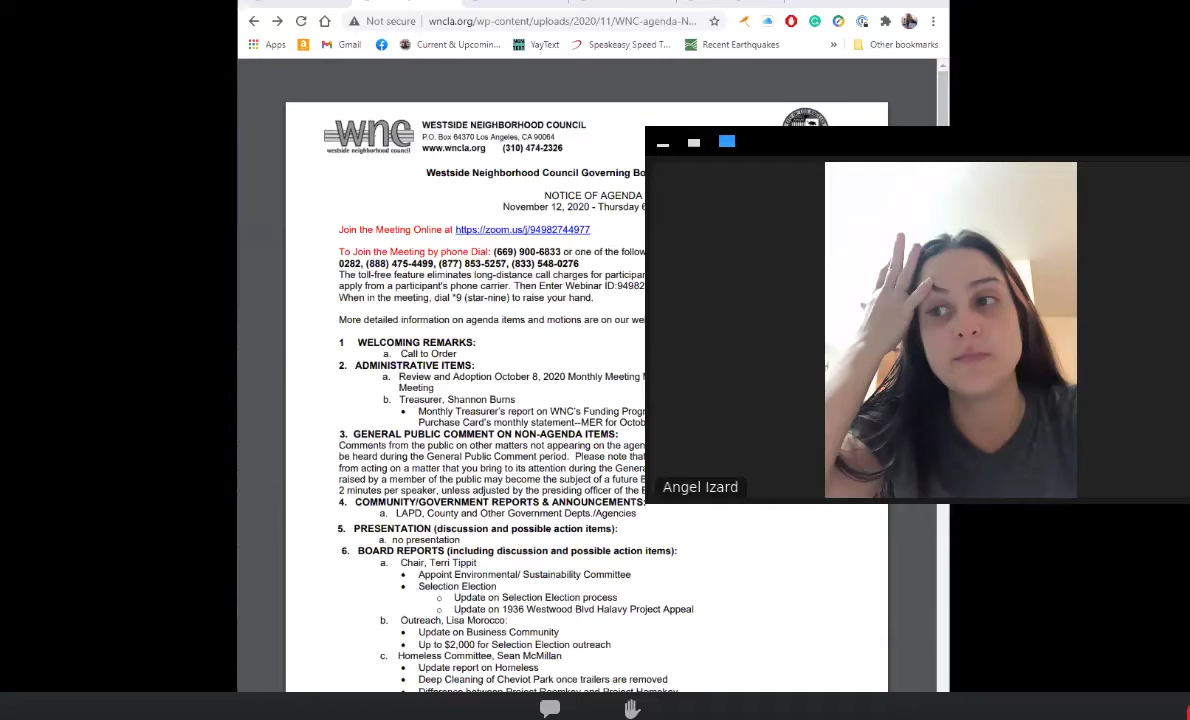 Not secure wncla.org/wp-content/uploads/2020/11/WNC-agenda-N...
Apps Gmail Current & Upcomin... YayText Speakeasy Speed T... Recent Earthquakes » Other bookmarks
wnc
westside neighborhood council
WESTSIDE NEIGHBORHOOD COUNCIL
P.O. Box 64370 Los Angeles, CA 90064
www.wncla.org (310) 474-2326
Westside Neighborhood Council Governing Bo
NOTICE OF AGENDA
November 12, 2020 - Thursday 6
Join the Meeting Online at https://zoom.us/j/94982744977
To Join the Meeting by phone Dial: (669) 900-6833 or one of the follow
0282, (888) 475-4499, (877) 853-5257, (833) 548-0276
The toll-free feature eliminates long-distance call charges for participan
apply from a participant's phone carrier. Then Enter Webinar ID:94982
When in the meeting, dial *9 (star-nine) to raise your hand.
More detailed information on agenda items and motions are on our we
1 WELCOMING REMARKS:
a. Call to Order
2. ADMINISTRATIVE ITEMS:
a. Review and Adoption October 8, 2020 Monthly Meeting
Meeting
b. Treasurer, Shannon Burns
• Monthly Treasurer's report on WNC's Funding Progr
Purchase Card's monthly statement--MER for Octob
3. GENERAL PUBLIC COMMENT ON NON-AGENDA ITEMS:
Comments from the public on other matters not appearing on the agen
be heard during the General Public Comment period. Please note that
from acting on a matter that you bring to its attention during the Genera
raised by a member of the public may become the subject of a future B
2 minutes per speaker, unless adjusted by the presiding officer of the B
4. COMMUNITY/GOVERNMENT REPORTS & ANNOUNCEMENTS:
a. LAPD, County and Other Government Depts./Agencies
5. PRESENTATION (discussion and possible action items):
a. no presentation
6. BOARD REPORTS (including discussion and possible action items):
a. Chair, Terri Tippit
• Appoint Environmental/ Sustainability Committee
• Selection Election
o Update on Selection Election process
o Update on 1936 Westwood Blvd Halavy Project Appeal
b. Outreach, Lisa Morocco:
• Update on Business Community
• Up to $2,000 for Selection Election outreach
c. Homeless Committee, Sean McMillan
• Update report on Homeless
• Deep Cleaning of Cheviot Park once trailers are removed
• Difference between Project Roomkey and Project Homekey
Angel Izard